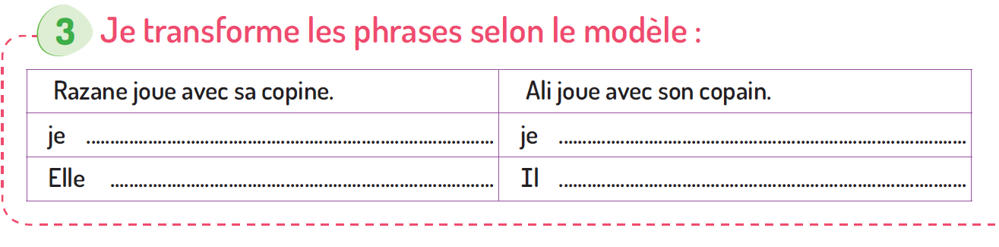 3 Je transforme les phrases selon le modèle :
Razane joue avec sa copine. Ali joue avec son copain.
je ................................................................................ je ................................................................................
Elle ........................................................................... Il ................................................................................